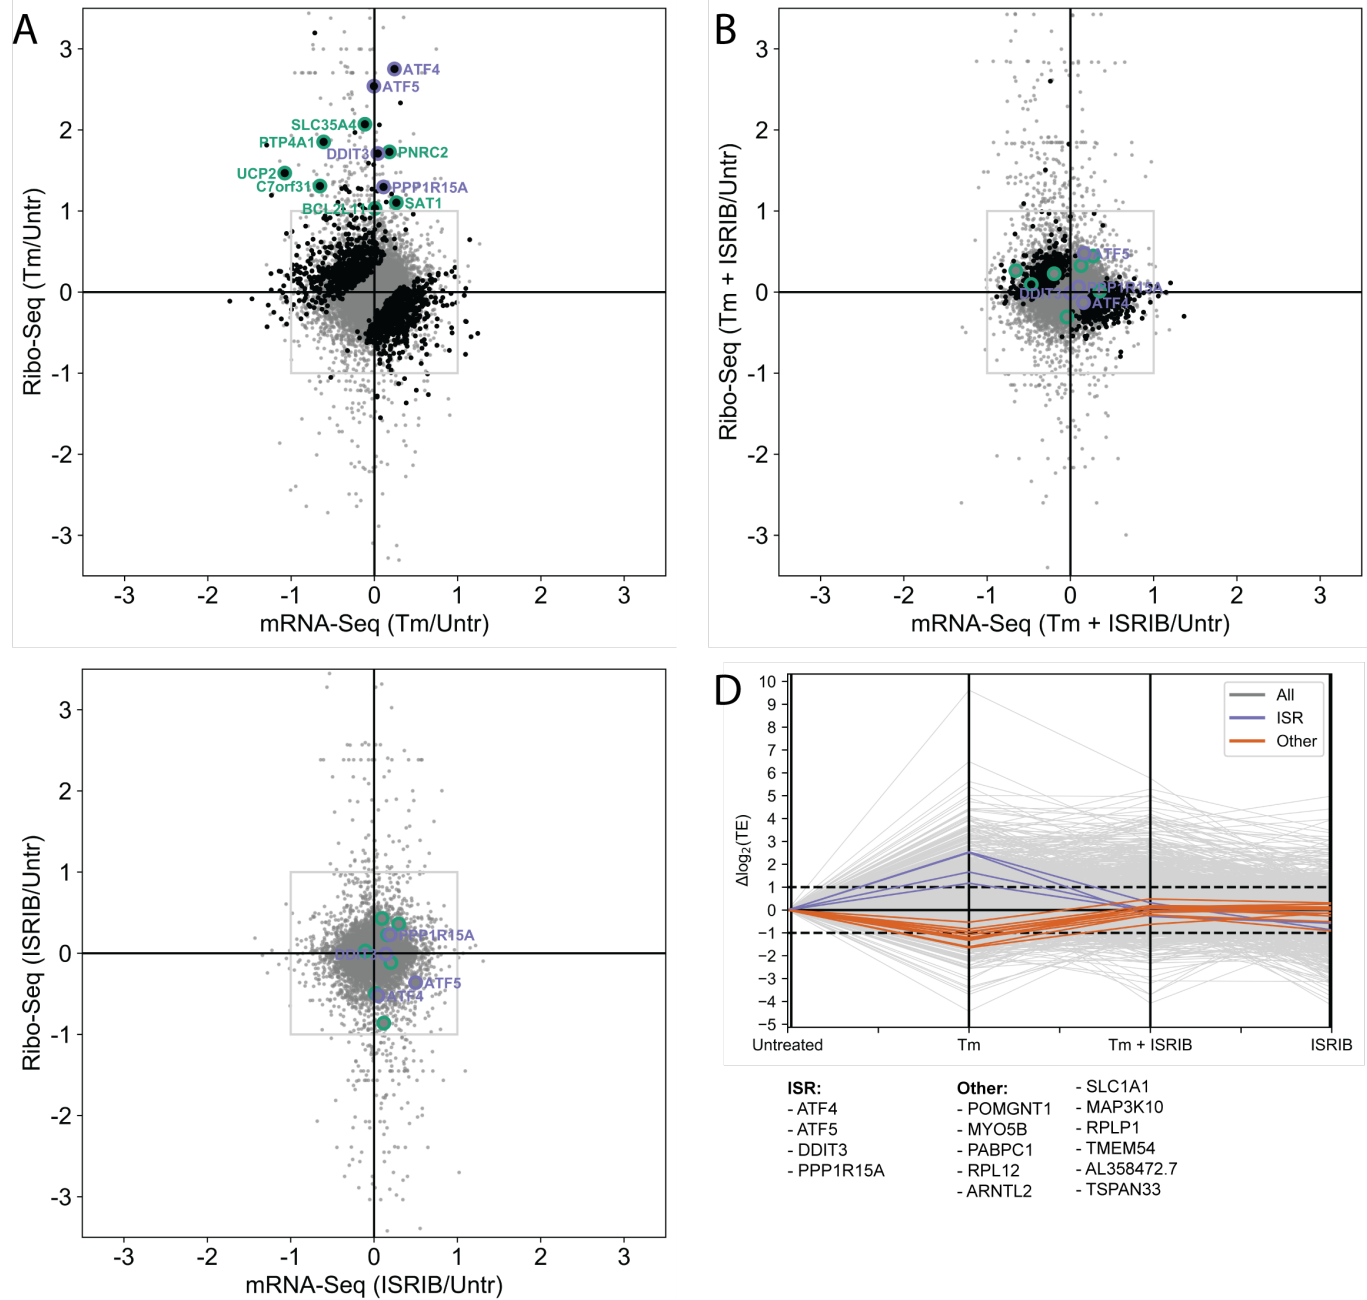 A
3
2
1
0
-1
-2
-3
Ribo-Seq (Tm/Untr)
ATF4
ATF5
SLC35A4
PTP4A1
DDIT3
PNRC2
UCP2
C7orf31
PPP1R15A
BCL2L11
SAT1
-3
-2
-1
0
1
2
3
mRNA-Seq (Tm/Untr)
B
3
2
1
0
-1
-2
-3
Ribo-Seq (Tm + ISRIB/Untr)
ATF5
PPP1R15A
DDIT3
ATF4
-3
-2
-1
0
1
2
3
mRNA-Seq (Tm + ISRIB/Untr)
3
2
1
0
-1
-2
-3
Ribo-Seq (ISRIB/Untr)
PPP1R15A
DDIT3
ATF5
ATF4
-3
-2
-1
0
1
2
3
mRNA-Seq (ISRIB/Untr)
D
10
9
8
7
6
5
4
3
2
1
0
−1
−2
−3
−4
−5
Δlog₂(TE)
All
ISR
Other
Untreated
Tm
Tm + ISRIB
ISRIB
ISR:
- ATF4
- ATF5
- DDIT3
- PPP1R15A
Other:
- POMGNT1
- MYO5B
- PABPC1
- RPL12
- ARNTL2
- SLC1A1
- MAP3K10
- RPLP1
- TMEM54
- AL358472.7
- TSPAN33